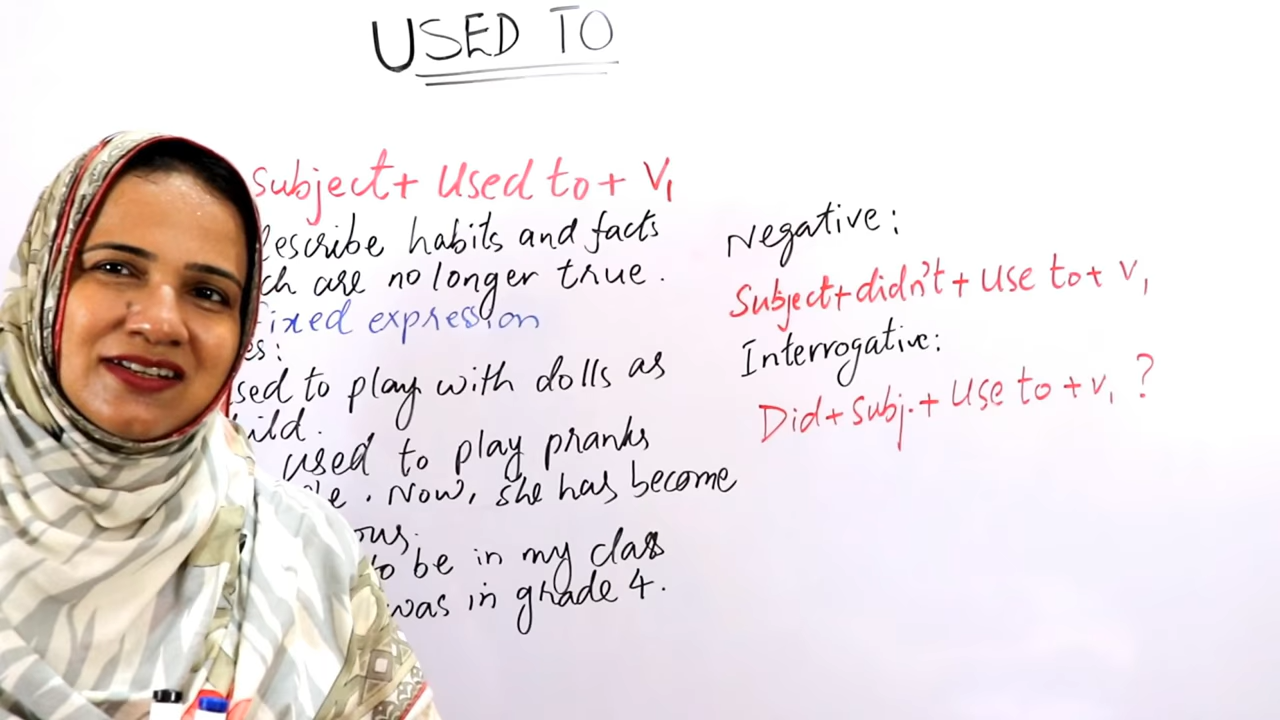 USED TO
Subject + Used to + V1
describe habits and facts
ch are no longer true.
fixed expression
es:
sed to play with dolls as
ild.
used to play pranks
le. Now, she has become
ous.
to be in my class
was in grade 4.
Negative:
Subject + didn't + use to + V1
Interrogative:
Did + Subj. + Use to + V1 ?